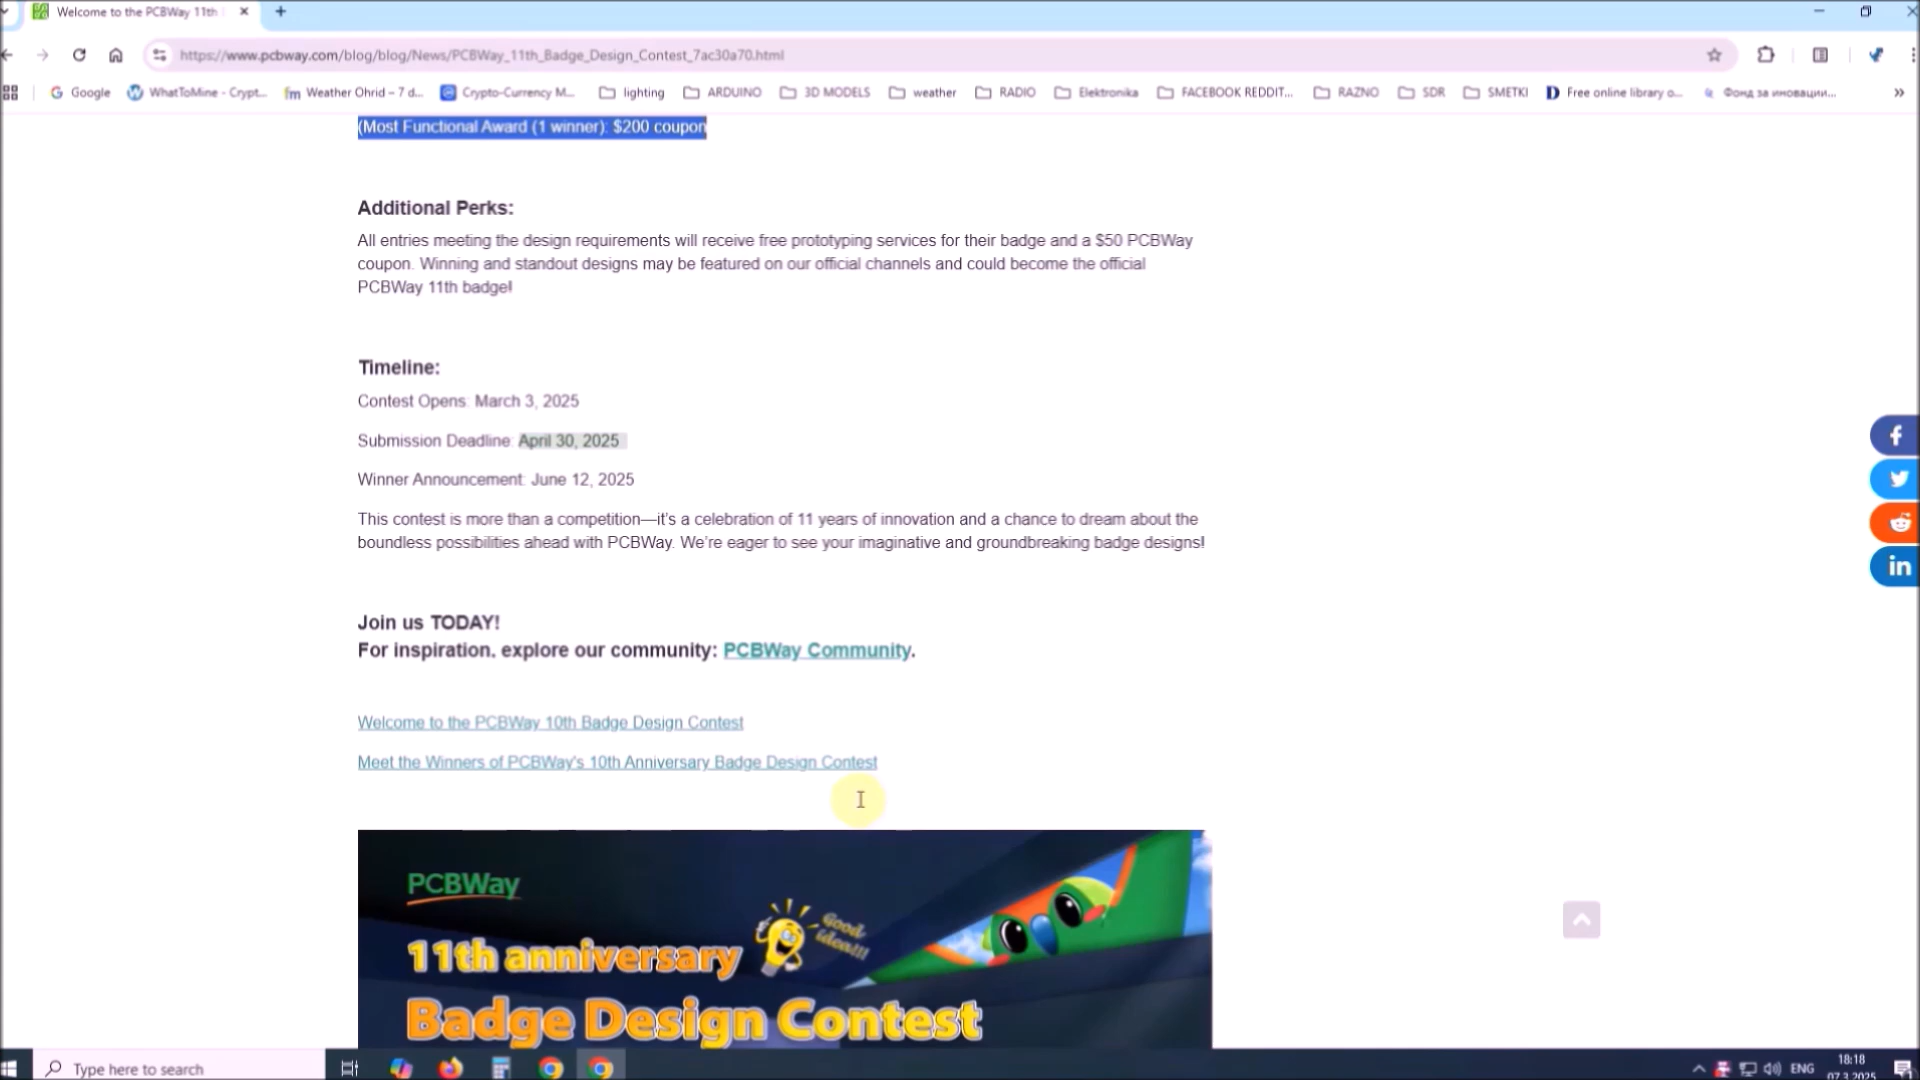 Welcome to the PCBWay 11th
https://www.pcbway.com/blog/blog/News/PCBWay_11th_Badge_Design_Contest_7ac30a70.html
Google WhatToMine - Crypt... Weather Ohrid – 7 d... Crypto-Currency M... lighting ARDUINO 3D MODELS weather RADIO Elektronika FACEBOOK REDDIT... RAZNO SDR SMETKI Free online library o... Фонд за иновации... »
(Most Functional Award (1 winner): $200 coupon
Additional Perks:
All entries meeting the design requirements will receive free prototyping services for their badge and a $50 PCBWay
coupon. Winning and standout designs may be featured on our official channels and could become the official
PCBWay 11th badge!
Timeline:
Contest Opens: March 3, 2025
Submission Deadline: April 30, 2025
Winner Announcement: June 12, 2025
This contest is more than a competition—it's a celebration of 11 years of innovation and a chance to dream about the
boundless possibilities ahead with PCBWay. We're eager to see your imaginative and groundbreaking badge designs!
Join us TODAY!
For inspiration, explore our community: PCBWay Community.
Welcome to the PCBWay 10th Badge Design Contest
Meet the Winners of PCBWay's 10th Anniversary Badge Design Contest
PCBWay
Good
idea!!!
11th anniversary
Badge Design Contest
Type here to search
ENG
18:18
07.3.2025